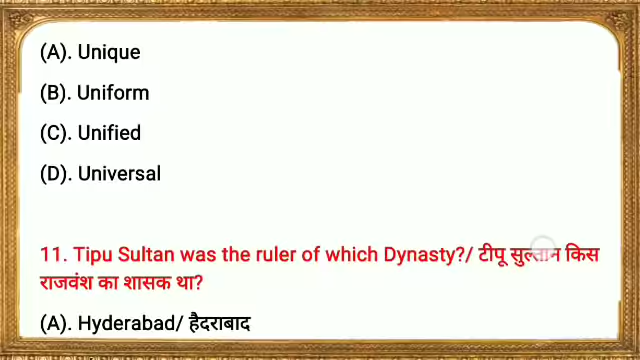 (A). Unique
(B). Uniform
(C). Unified
(D). Universal
11. Tipu Sultan was the ruler of which Dynasty?/ टीपू सुल्तान किस
राजवंश का शासक था?
(A). Hyderabad/ हैदराबाद